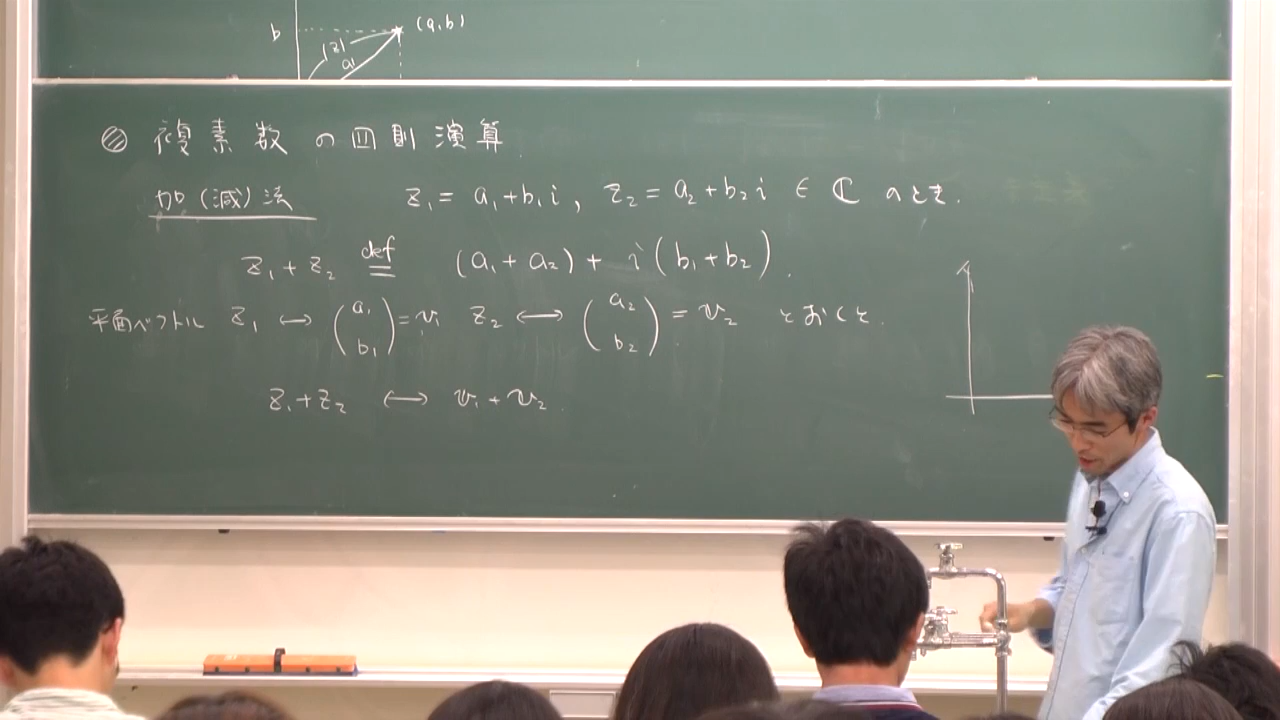 b (a,b)
|z|
a
複素数の四則演算
加(減)法 z₁ = a₁+b₁i, z₂ = a₂+b₂i ∈ ℂ のとき.
z₁+z₂ def= (a₁+a₂)+i(b₁+b₂).
平面ベクトル z₁ ↔ (a₁ b₁) = v₁ z₂ ↔ (a₂ b₂) = v₂ とおくと.
z₁+z₂ ↔ v₁+v₂.